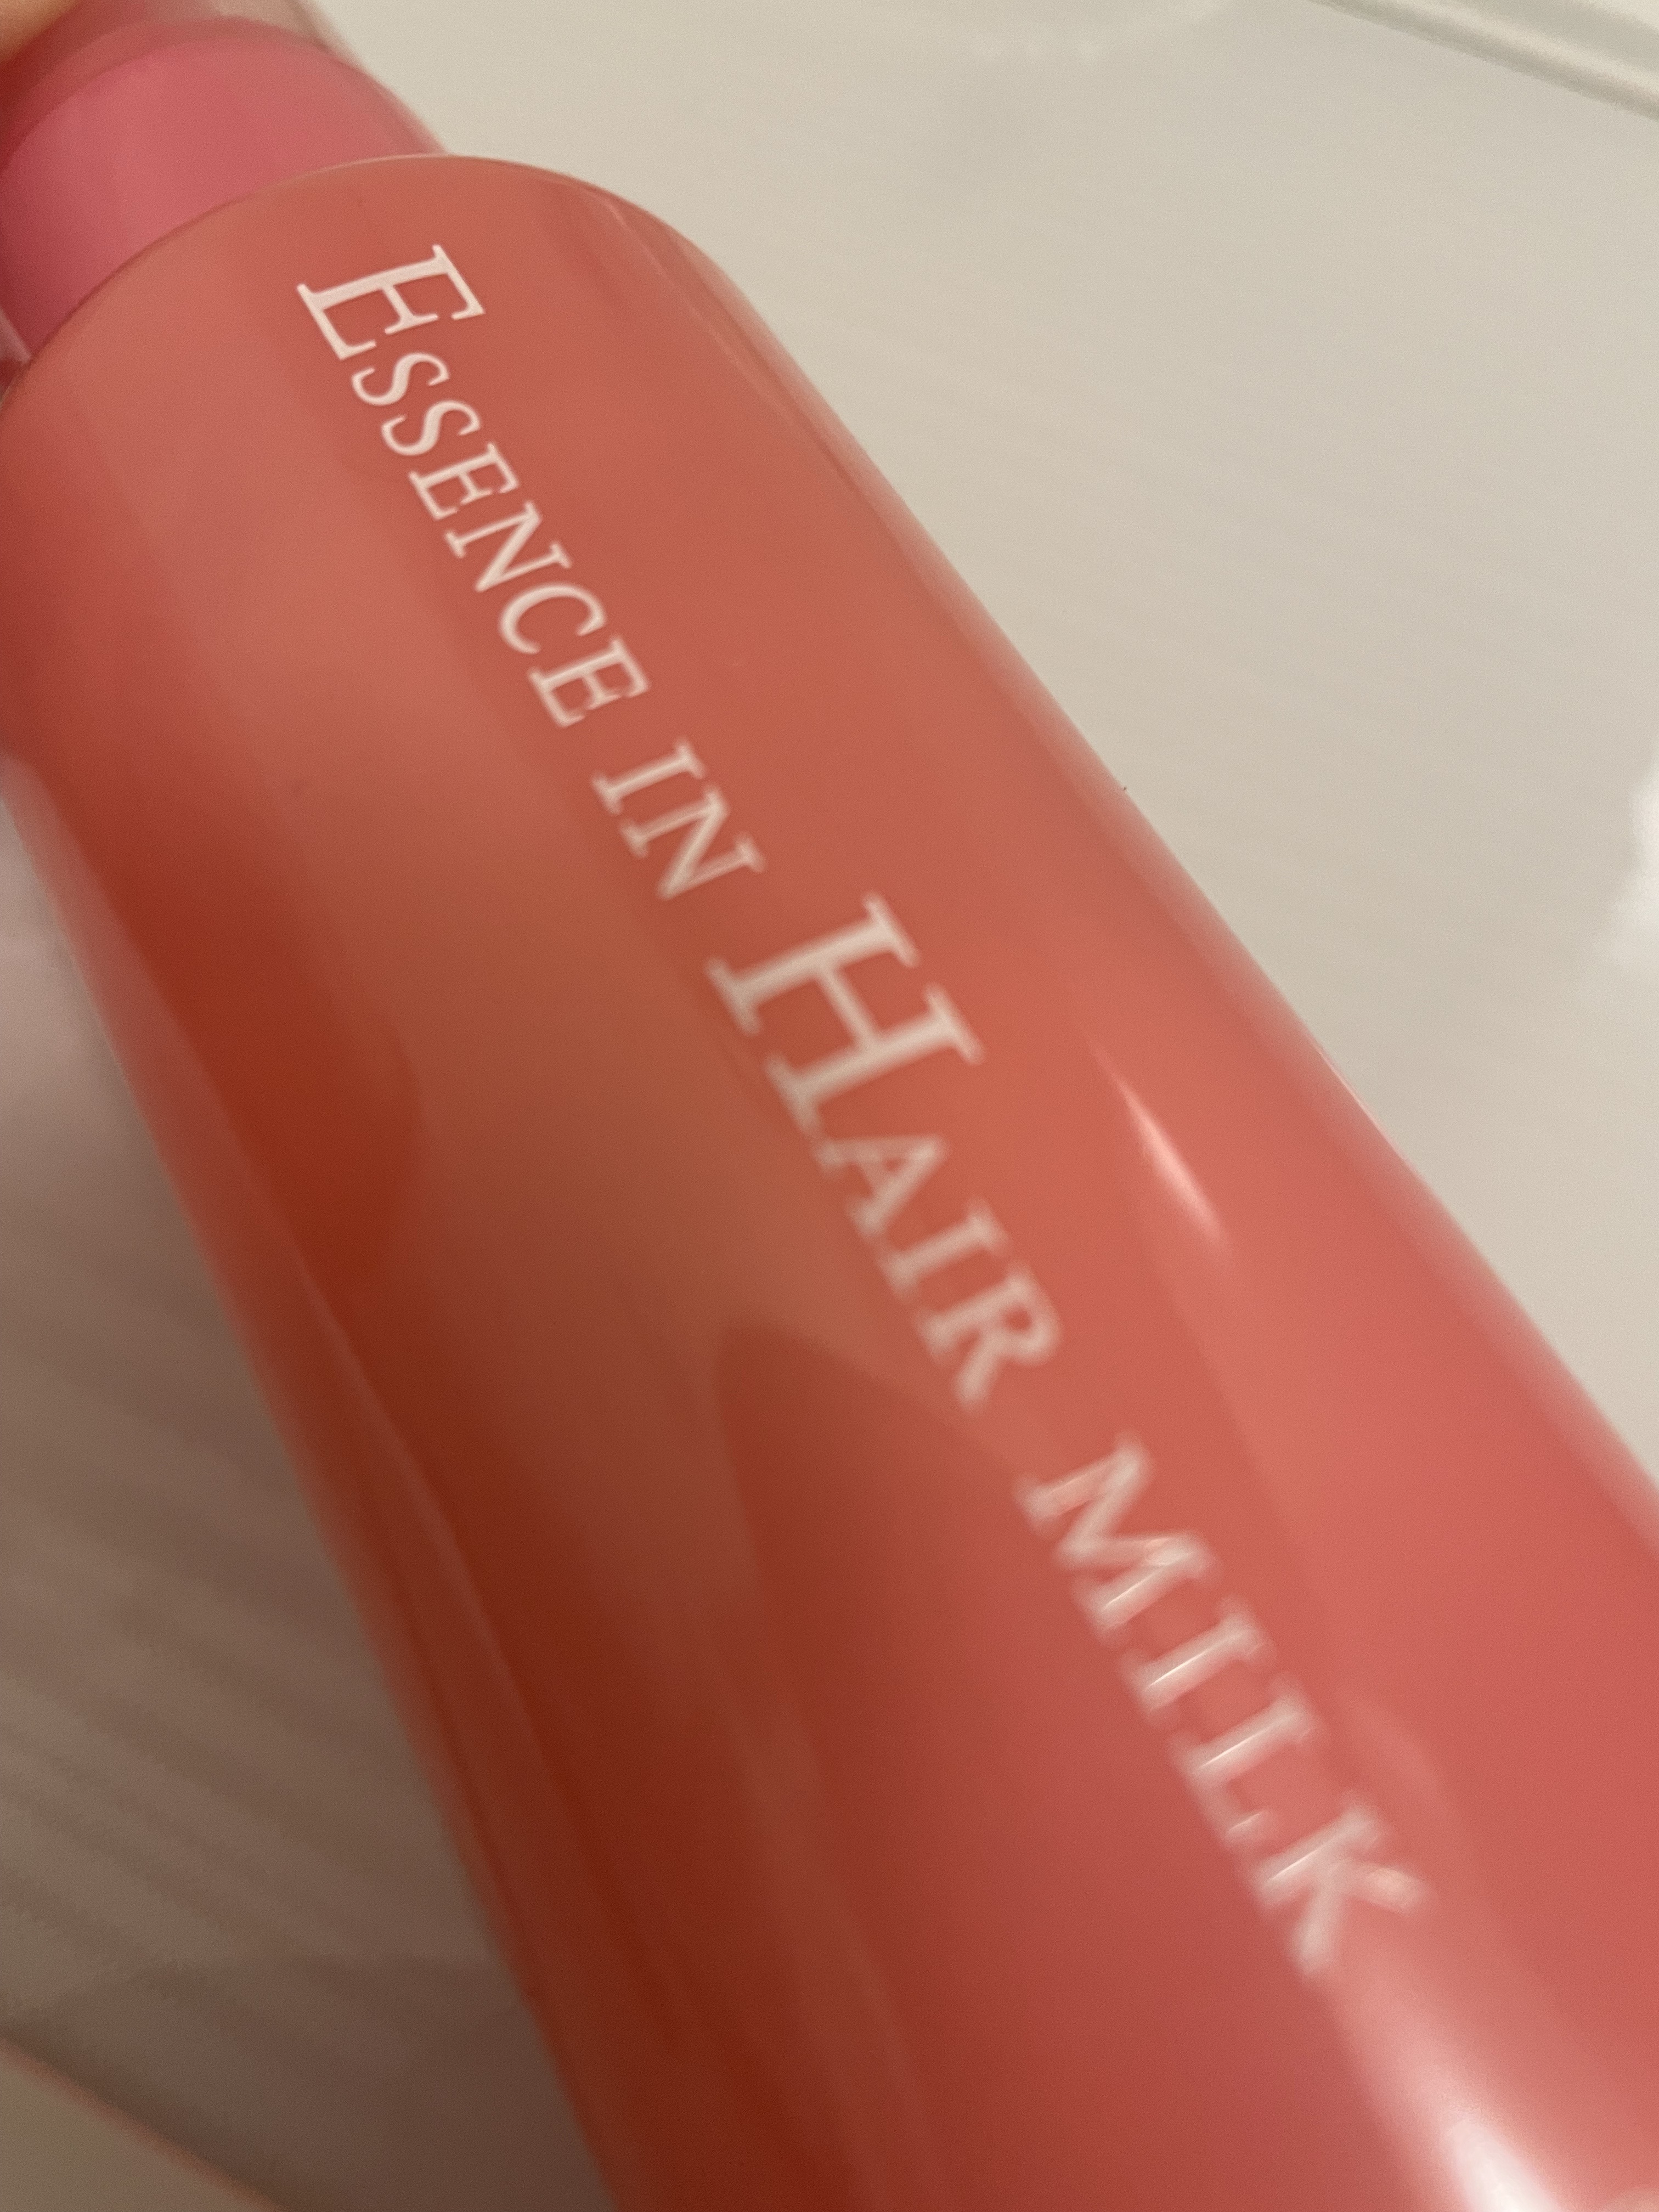 Essence in Hair milk